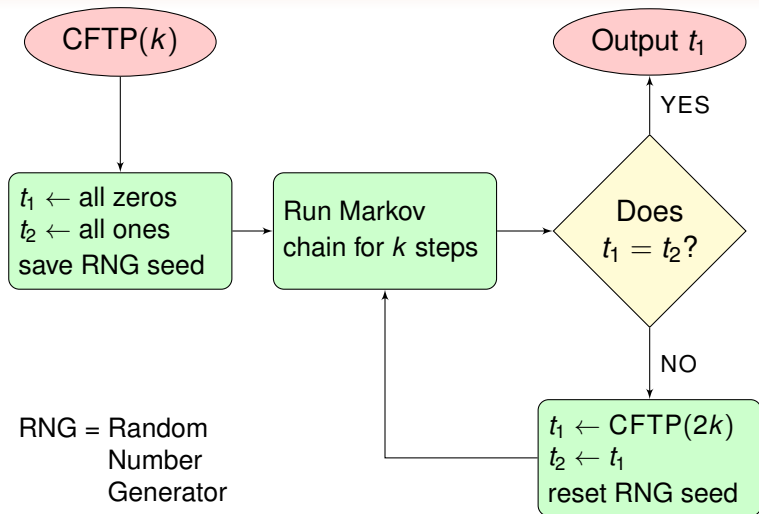 CFTP(k)
Output t₁
YES
t₁ ← all zeros
t₂ ← all ones
save RNG seed
Run Markov
chain for k steps
Does
t₁ = t₂?
NO
t₁ ← CFTP(2k)
t₂ ← t₁
reset RNG seed
RNG = Random
Number
Generator